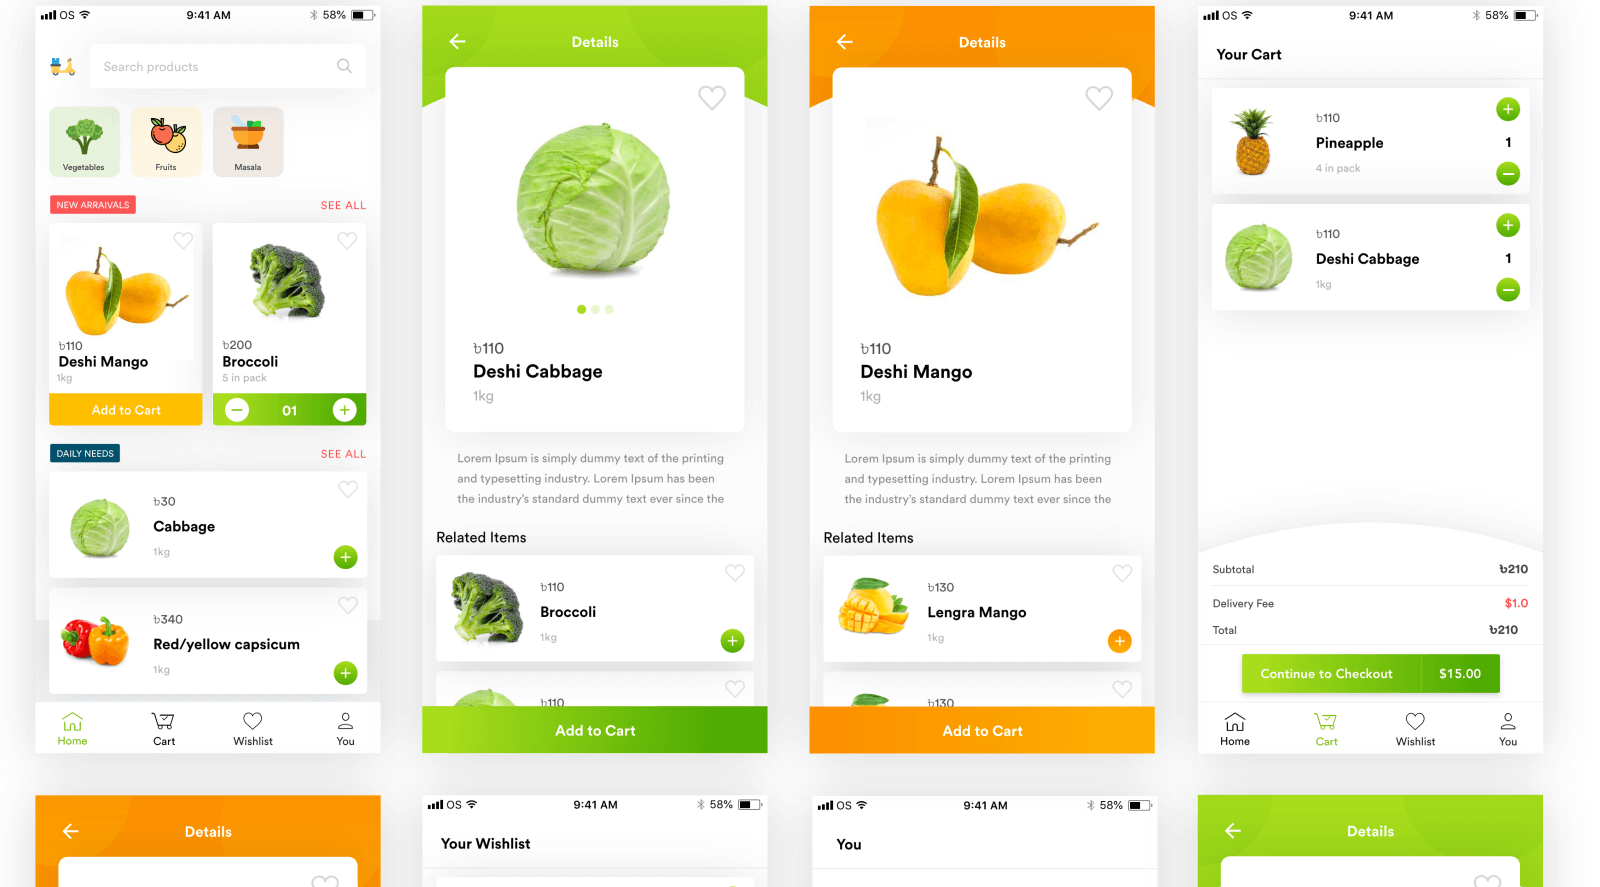 OS 9:41 AM 58%
Search products
Vegetables
Fruits
Masala
NEW ARRAIVALS
SEE ALL
৳110
Deshi Mango
1kg
Add to Cart
৳200
Broccoli
5 in pack
01
DAILY NEEDS
SEE ALL
৳30
Cabbage
1kg
৳340
Red/yellow capsicum
1kg
Home
Cart
Wishlist
You
Details
৳110
Deshi Cabbage
1kg
Lorem Ipsum is simply dummy text of the printing
and typesetting industry. Lorem Ipsum has been
the industry's standard dummy text ever since the
Related Items
৳110
Broccoli
1kg
৳110
Add to Cart
Details
৳110
Deshi Mango
1kg
Lorem Ipsum is simply dummy text of the printing
and typesetting industry. Lorem Ipsum has been
the industry's standard dummy text ever since the
Related Items
৳130
Lengra Mango
1kg
৳130
Add to Cart
OS 9:41 AM 58%
Your Cart
৳110
Pineapple
4 in pack
1
৳110
Deshi Cabbage
1kg
1
Subtotal ৳210
Delivery Fee $1.0
Total ৳210
Continue to Checkout $15.00
Home
Cart
Wishlist
You
Details
OS 9:41 AM 58%
Your Wishlist
OS 9:41 AM 58%
You
Details